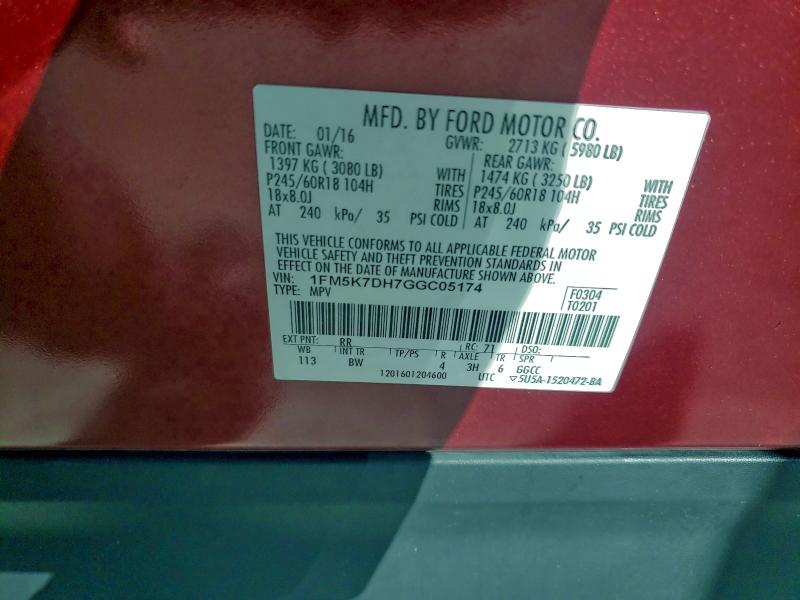 MFD. BY FORD MOTOR CO.
DATE: 01/16 GVWR: 2713 KG ( 5980 LB)
FRONT GAWR: REAR GAWR:
1397 KG ( 3080 LB) WITH 1474 KG ( 3250 LB) WITH
P245/60R18 104H TIRES P245/60R18 104H TIRES
18x8.0J RIMS 18x8.0J RIMS
AT 240 kPa/ 35 PSI COLD AT 240 kPa/ 35 PSI COLD
THIS VEHICLE CONFORMS TO ALL APPLICABLE FEDERAL MOTOR
VEHICLE SAFETY AND THEFT PREVENTION STANDARDS IN
EFFECT ON THE DATE OF MANUFACTURE SHOWN ABOVE.
VIN: 1FM5K7DH7GGC05174
TYPE: MPV
F0304
T0201
EXT PNT: RR RC: 71 DSO:
WB INT TR TP/PS R AXLE TR SPR
113 BW 4 3H 6 GGCC
1201601204600 UTC ▽5U5A-1520472-BA